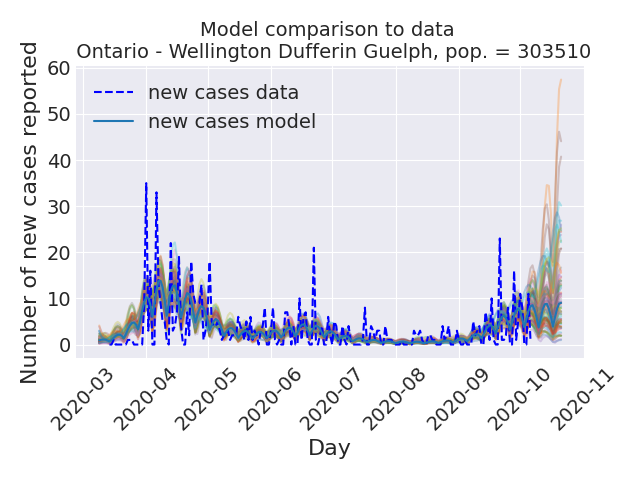 Model comparison to data
Ontario - Wellington Dufferin Guelph, pop. = 303510
Number of new cases reported
60
50
40
30
20
10
0
new cases data
new cases model
2020-03
2020-04
2020-05
2020-06
2020-07
2020-08
2020-09
2020-10
2020-11
Day